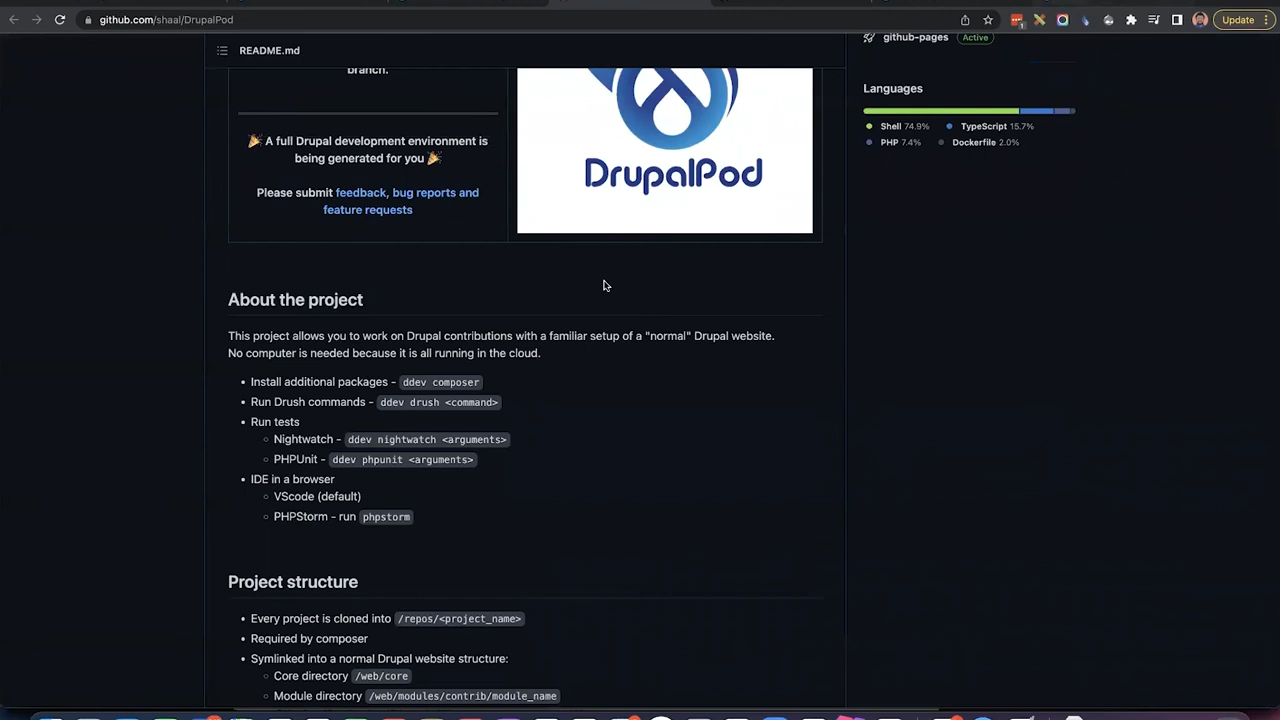 github.com/shaal/DrupalPod
Update
README.md
github-pages
Active
branch.
🎉 A full Drupal development environment is
being generated for you 🎉
Please submit feedback, bug reports and
feature requests
DrupalPod
Languages
Shell 74.9%
TypeScript 15.7%
PHP 7.4%
Dockerfile 2.0%
About the project
This project allows you to work on Drupal contributions with a familiar setup of a "normal" Drupal website.
No computer is needed because it is all running in the cloud.
• Install additional packages - ddev composer
• Run Drush commands - ddev drush <command>
• Run tests
◦ Nightwatch - ddev nightwatch <arguments>
◦ PHPUnit - ddev phpunit <arguments>
• IDE in a browser
◦ VScode (default)
◦ PHPStorm - run phpstorm
Project structure
• Every project is cloned into /repos/<project_name>
• Required by composer
• Symlinked into a normal Drupal website structure:
◦ Core directory /web/core
◦ Module directory /web/modules/contrib/module_name